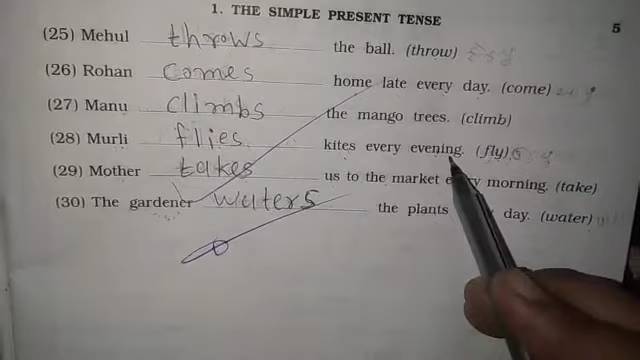 1. THE SIMPLE PRESENT TENSE 5
(25) Mehul throws the ball. (throw)
(26) Rohan comes home late every day. (come)
(27) Manu climbs the mango trees. (climb)
(28) Murli flies kites every evening. (fly)
(29) Mother takes us to the market morning. (take)
(30) The gardener waters the plants day. (water)